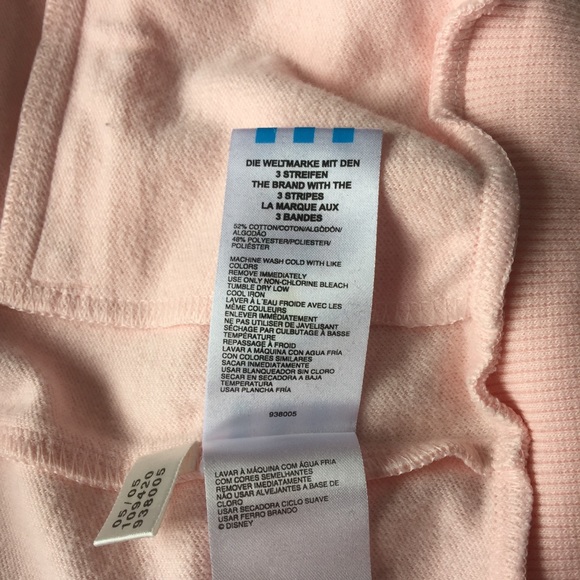 DIE WELTMARKE MIT DEN
3 STREIFEN
THE BRAND WITH THE
3 STRIPES
LA MARQUE AUX
3 BANDES
52% COTTON/COTON/ALGODÓN/
ALGODÃO
48% POLYESTER/POLIESTER/
POLIÉSTER
MACHINE WASH COLD WITH LIKE
COLORS
REMOVE IMMEDIATELY
USE ONLY NON-CHLORINE BLEACH
TUMBLE DRY LOW
COOL IRON
LAVER À L'EAU FROIDE AVEC LES
MÊME COULEURS
ENLEVER IMMÉDIATEMENT
NE PAS UTILISER DE JAVELISANT
SÉCHAGE PAR CULBUTAGE À BASSE
TEMPÉRATURE
REPASSAGE À FROID
LAVAR A MÁQUINA CON AGUA FRÍA
CON COLORES SIMILARES
SACAR INMEDIATAMENTE
USAR BLANQUEADOR SIN CLORO
SECAR EN SECADORA A BAJA
TEMPERATURA
USAR PLANCHA FRÍA
938005
LAVAR À MÁQUINA COM ÁGUA FRIA
COM CORES SEMELHANTES
REMOVER IMEDIATAMENTE
NÃO USAR ALVEJANTES À BASE DE
CLORO
USAR SECADORA CICLO SUAVE
USAR FERRO BRANDO
© DISNEY
05/05
109420
938005